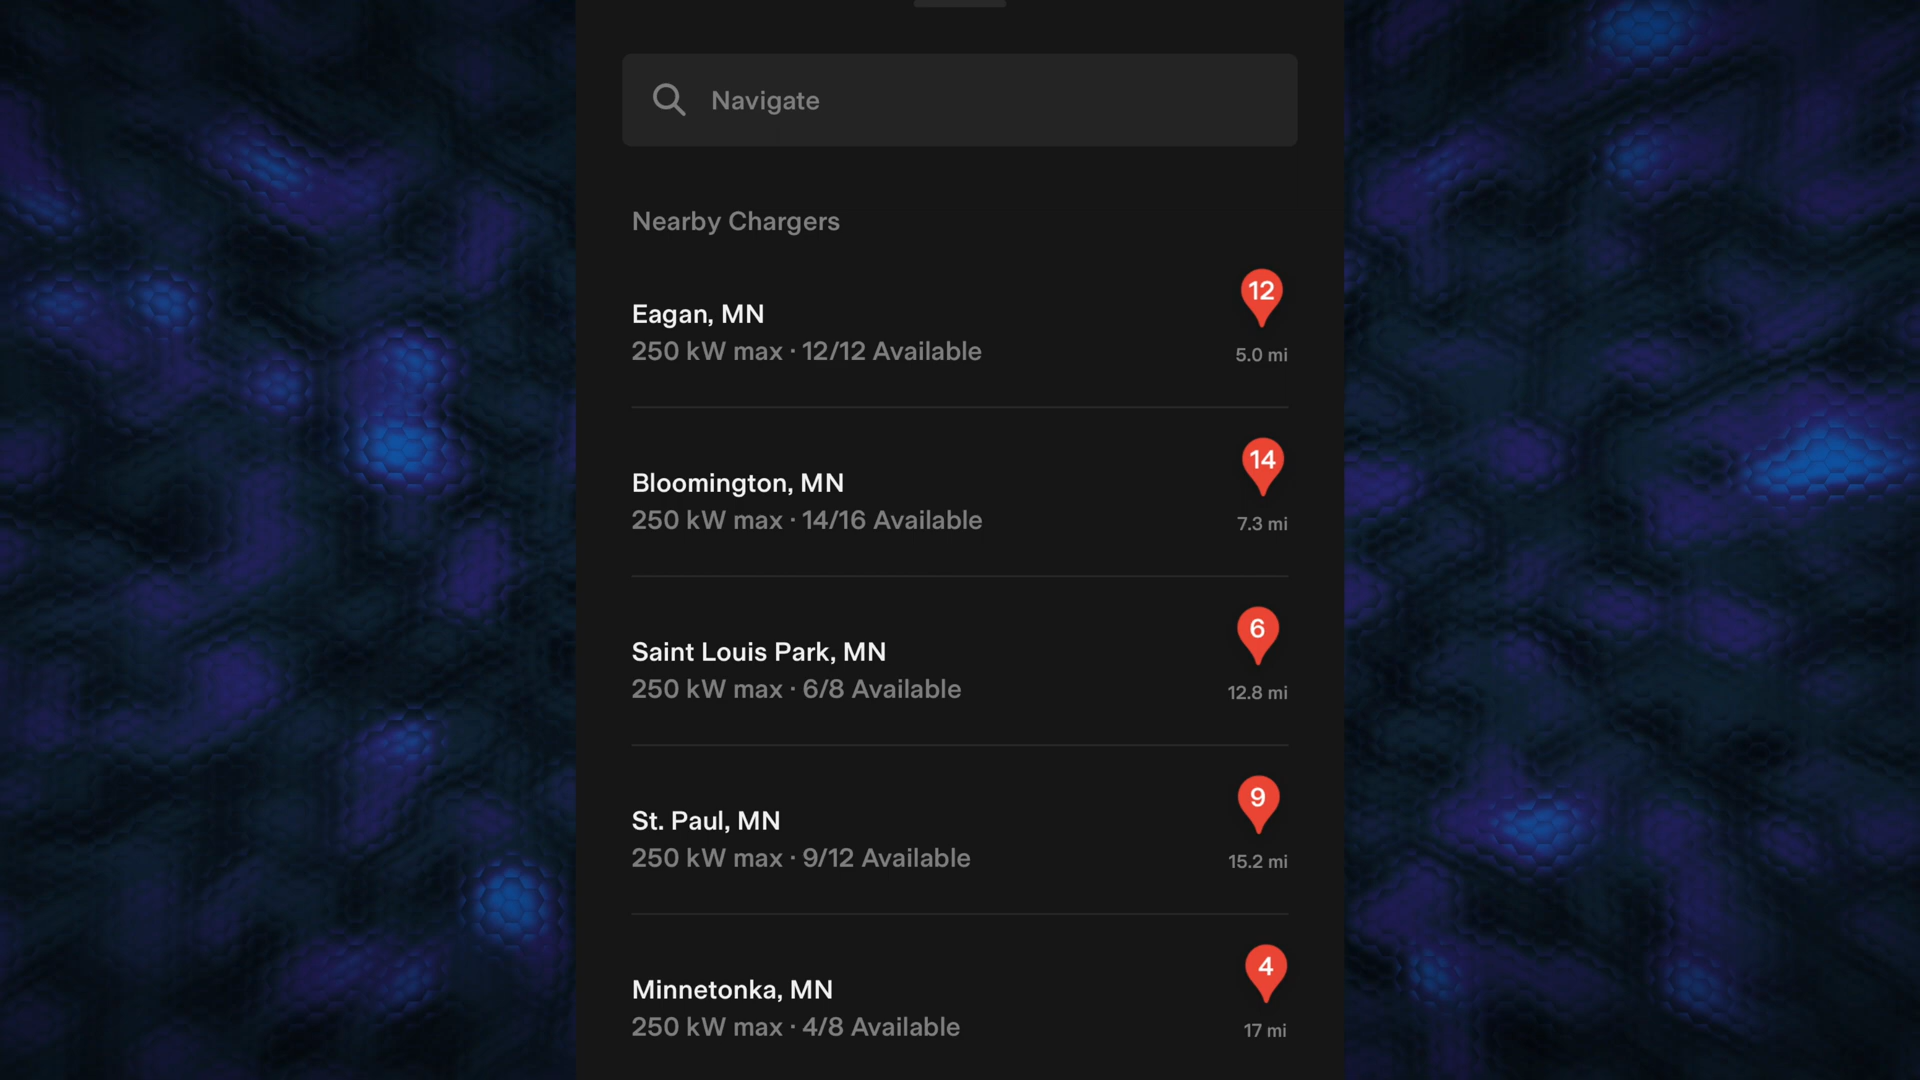 Navigate
Nearby Chargers
Eagan, MN
250 kW max · 12/12 Available
12
5.0 mi
Bloomington, MN
250 kW max · 14/16 Available
14
7.3 mi
Saint Louis Park, MN
250 kW max · 6/8 Available
6
12.8 mi
St. Paul, MN
250 kW max · 9/12 Available
9
15.2 mi
Minnetonka, MN
250 kW max · 4/8 Available
4
17 mi